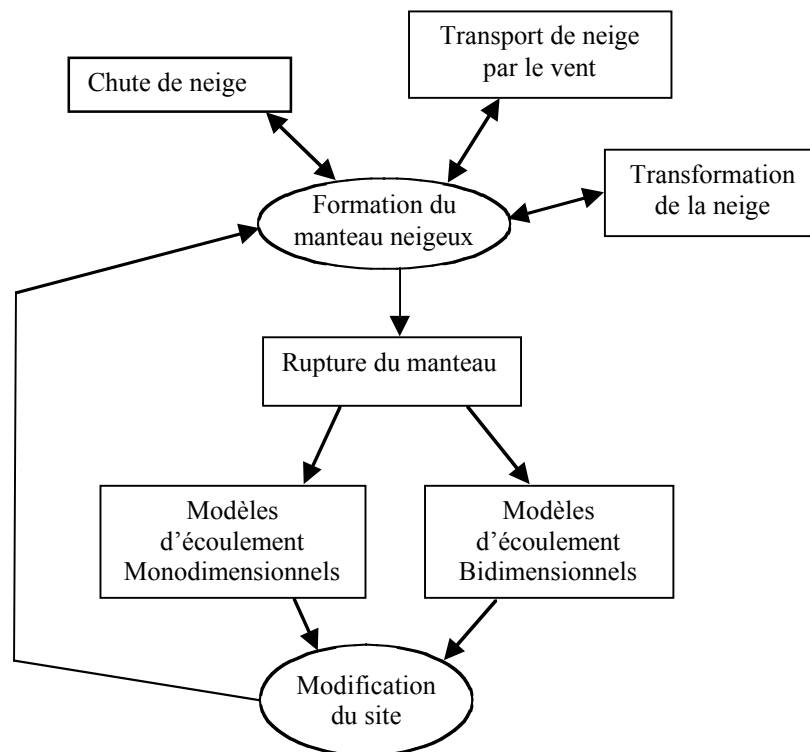 Transport de neige
par le vent
Chute de neige
Transformation
de la neige
Formation du
manteau neigeux
Rupture du manteau
Modèles
d'écoulement
Monodimensionnels
Modèles
d'écoulement
Bidimensionnels
Modification
du site